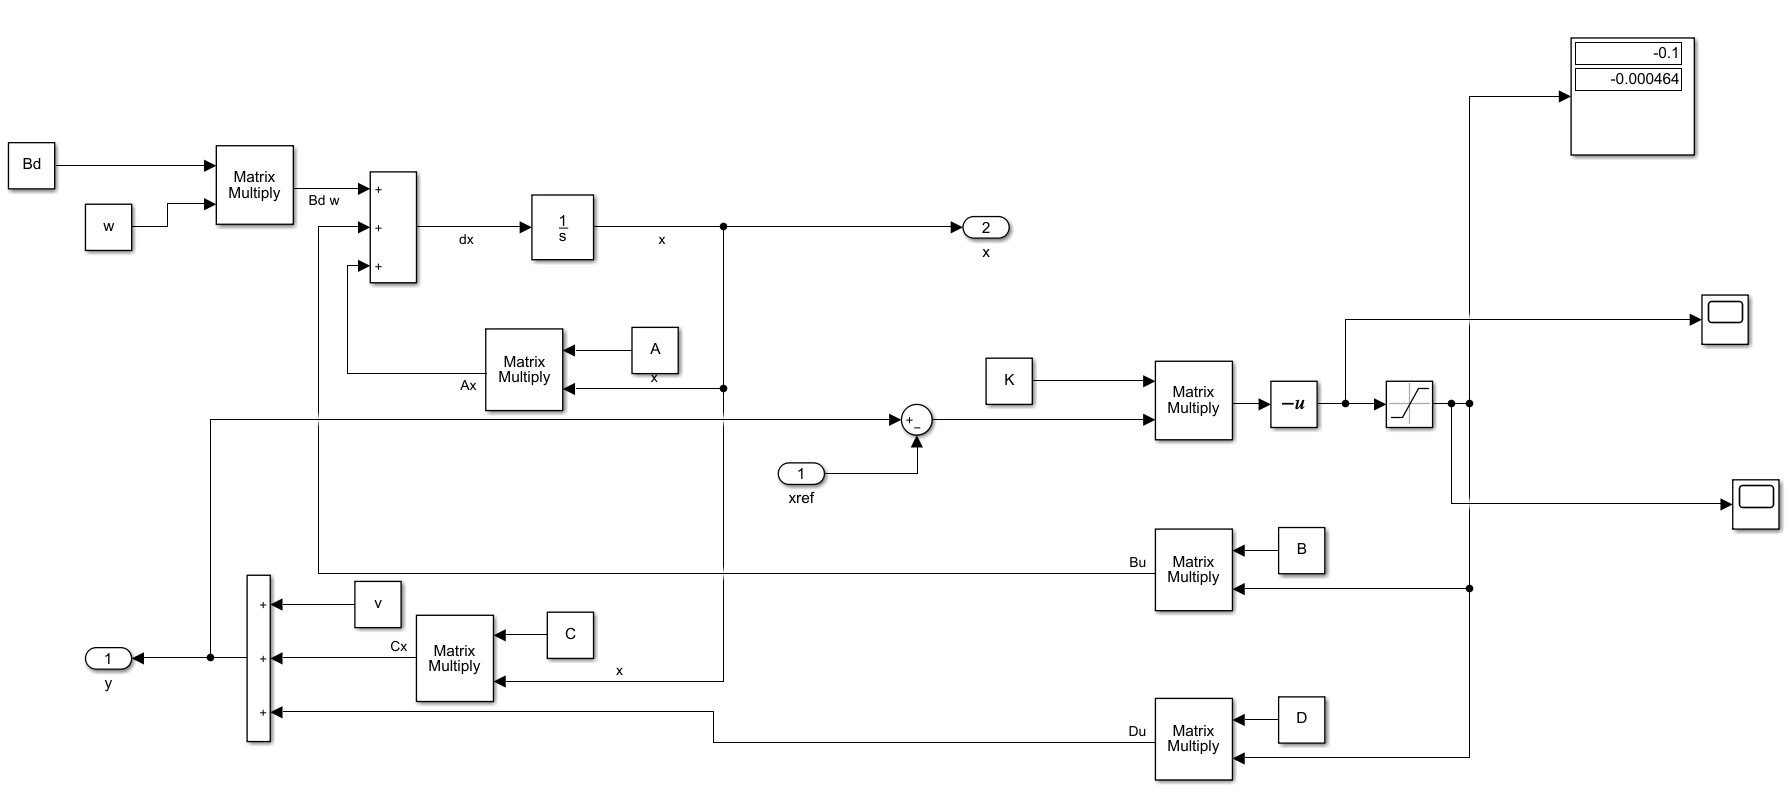 -0.1
-0.000464
Bd
Matrix
Multiply
Bd w
w
+
+
+
dx
1
s
x
2
x
Matrix
Multiply
A
x
Ax
K
Matrix
Multiply
-u
+
−
1
xref
B
Bu
Matrix
Multiply
v
C
+
Cx
Matrix
Multiply
+
1
y
x
+
D
Du
Matrix
Multiply